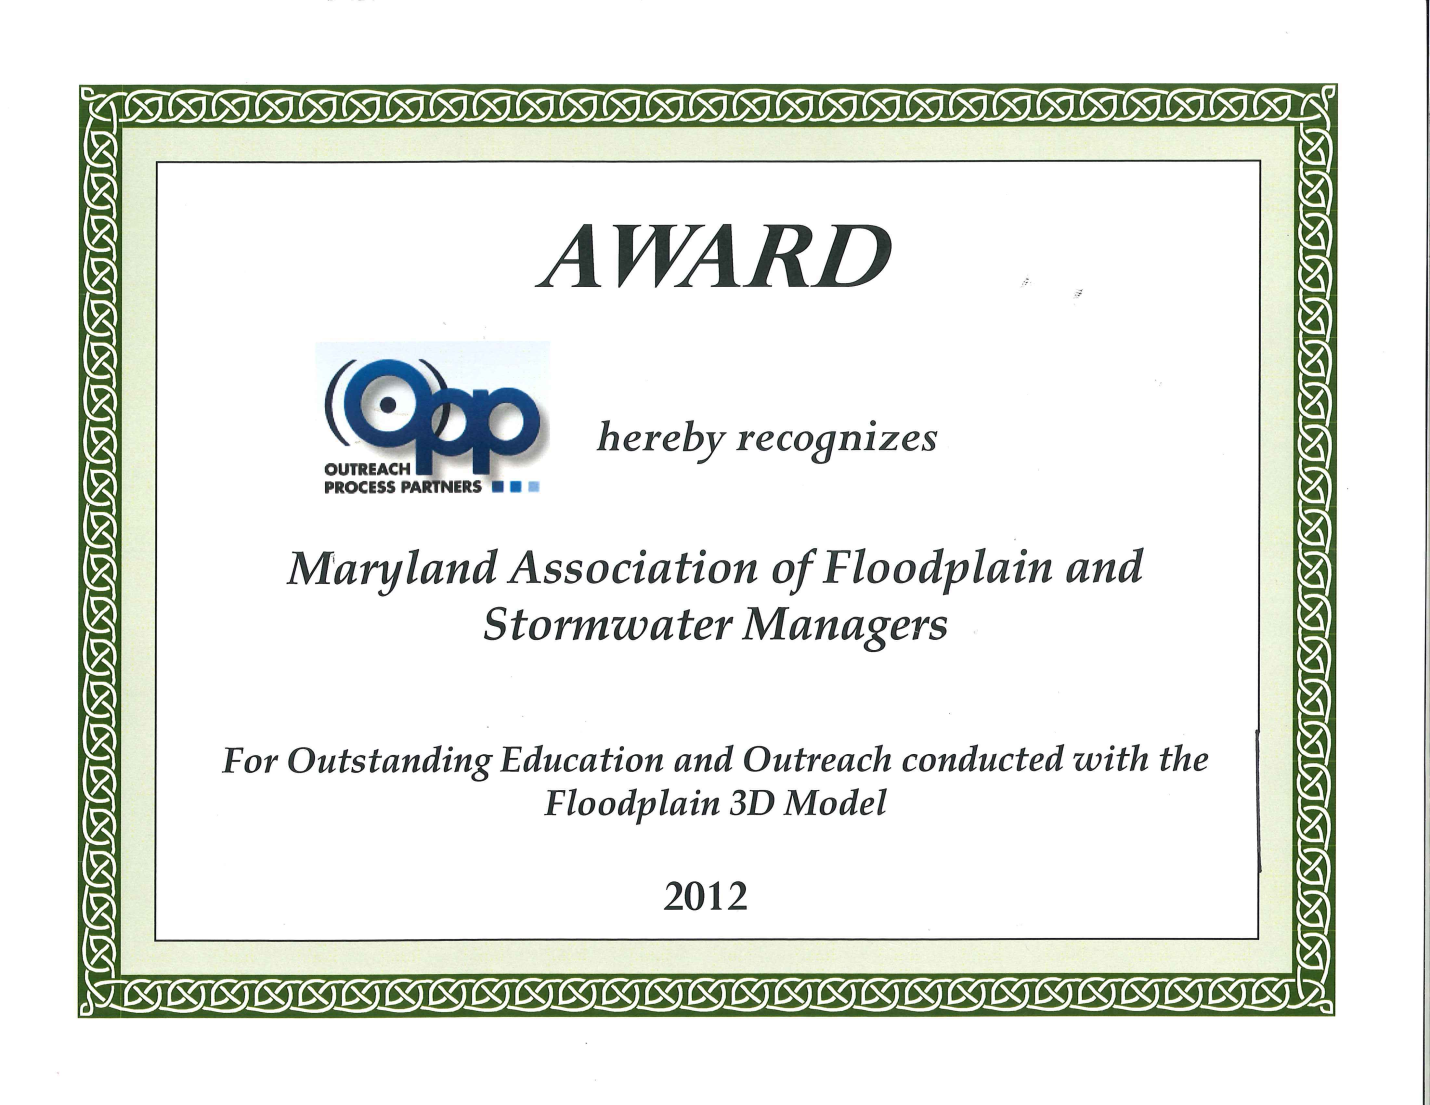 AWARD
Opp
OUTREACH
PROCESS PARTNERS
hereby recognizes
Maryland Association of Floodplain and
Stormwater Managers
For Outstanding Education and Outreach conducted with the
Floodplain 3D Model
2012